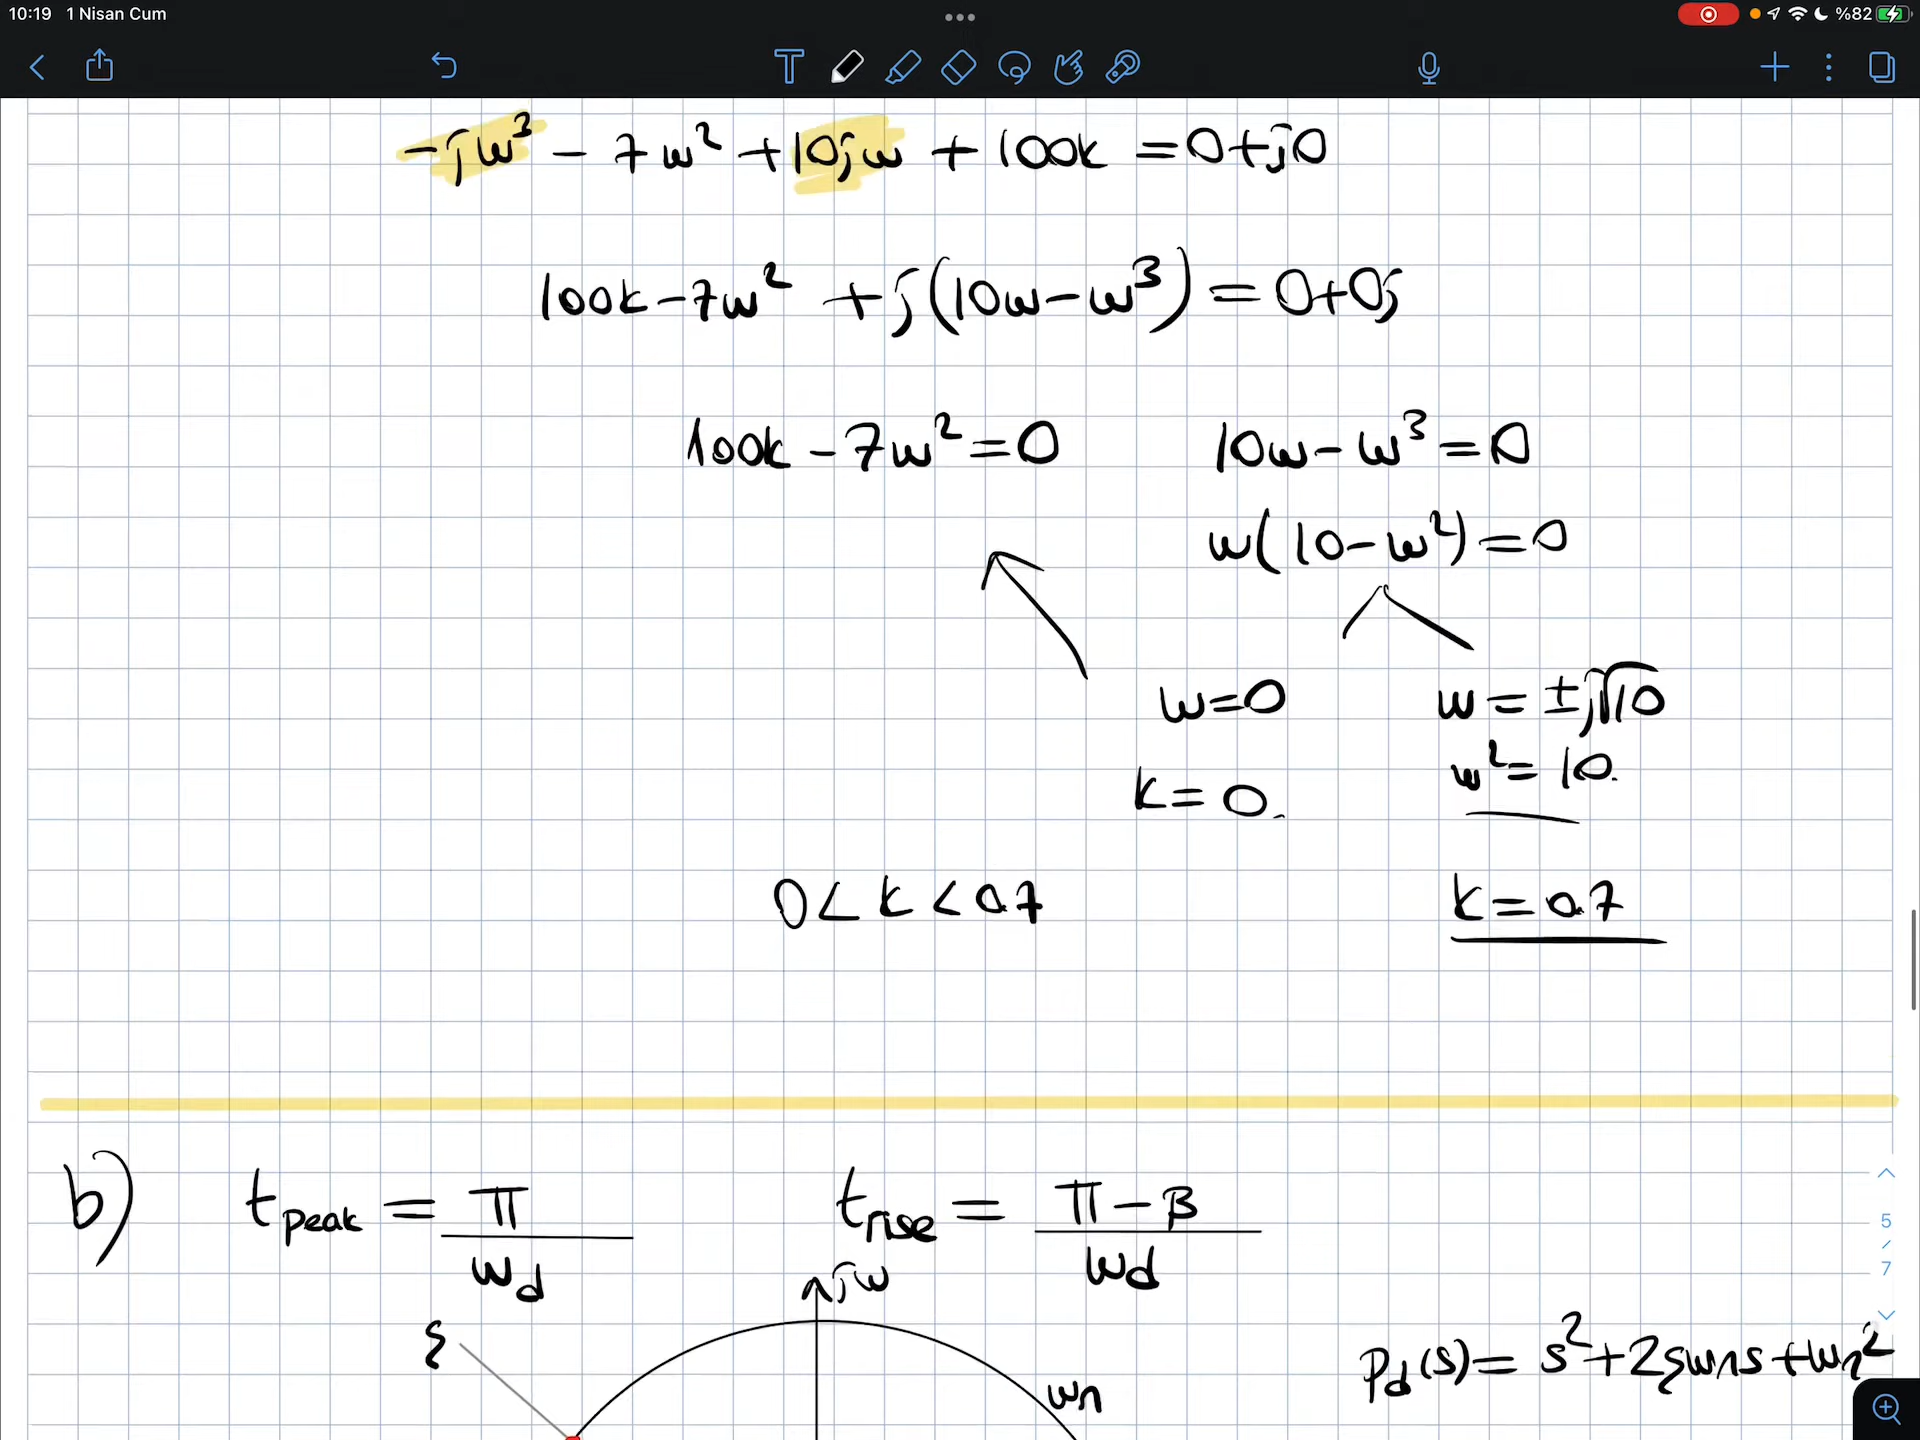 10:19 1 Nisan Cum
%82
-jw³ - 7w² + 10jw + 100k = 0+j0
100k - 7w² + j(10w - w³) = 0+0j
100k - 7w² = 0 10w - w³ = 0
w(10 - w²) = 0
w = 0 w = ±j√10
w² = 10.
k = 0.
0 < k < 0.7 k = 0.7
b) t_peak = π / w_d t_rise = (π - β) / w_d
jw
ξ
P_d(s) = s² + 2ξwns + wn²
wn
5
/
7